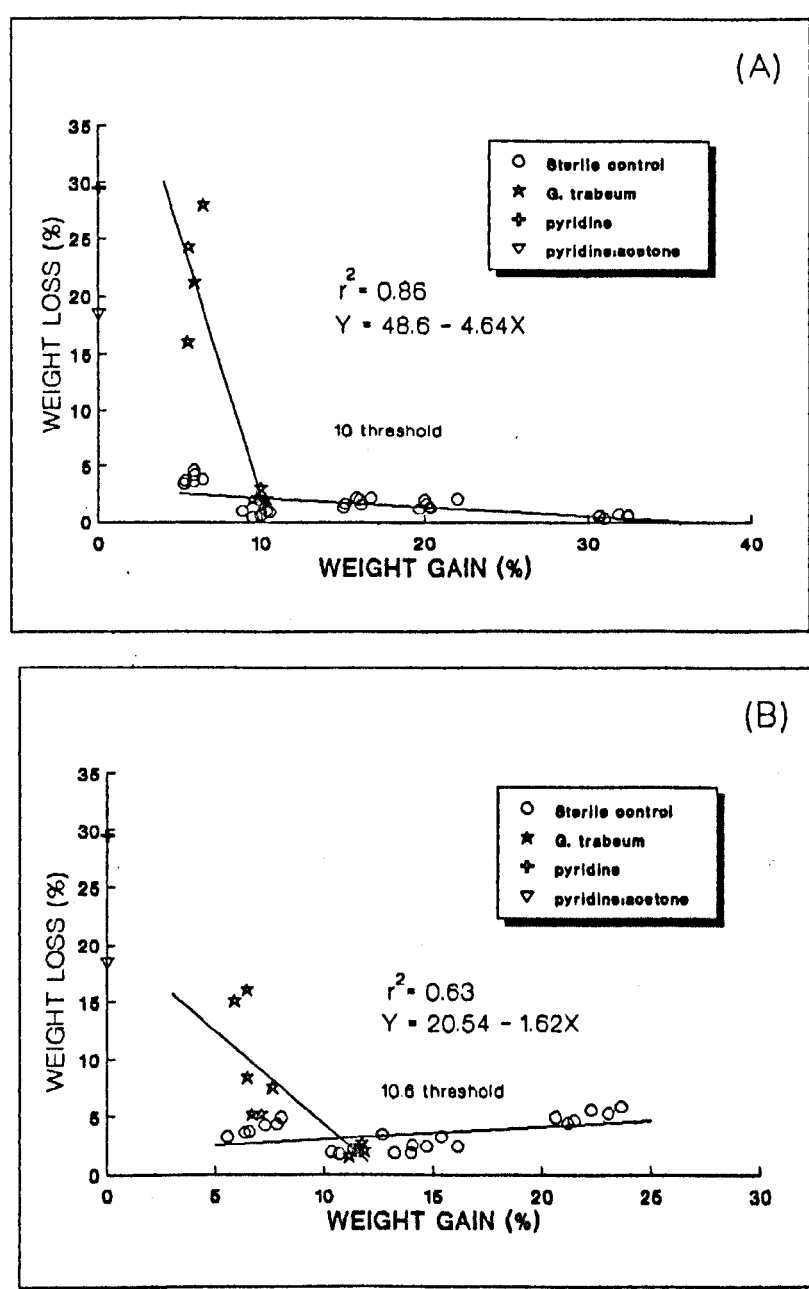 (A)
WEIGHT LOSS (%)
35
30
25
20
15
10
5
0
Sterile control
G. trabeum
pyridine
pyridine:acetone
r² = 0.86
Y = 48.6 - 4.64X
10 threshold
0 10 20 30 40
WEIGHT GAIN (%)
(B)
WEIGHT LOSS (%)
35
30
25
20
15
10
5
0
Sterile control
G. trabeum
pyridine
pyridine:acetone
r² = 0.63
Y = 20.54 - 1.62X
10.6 threshold
0 5 10 15 20 25 30
WEIGHT GAIN (%)